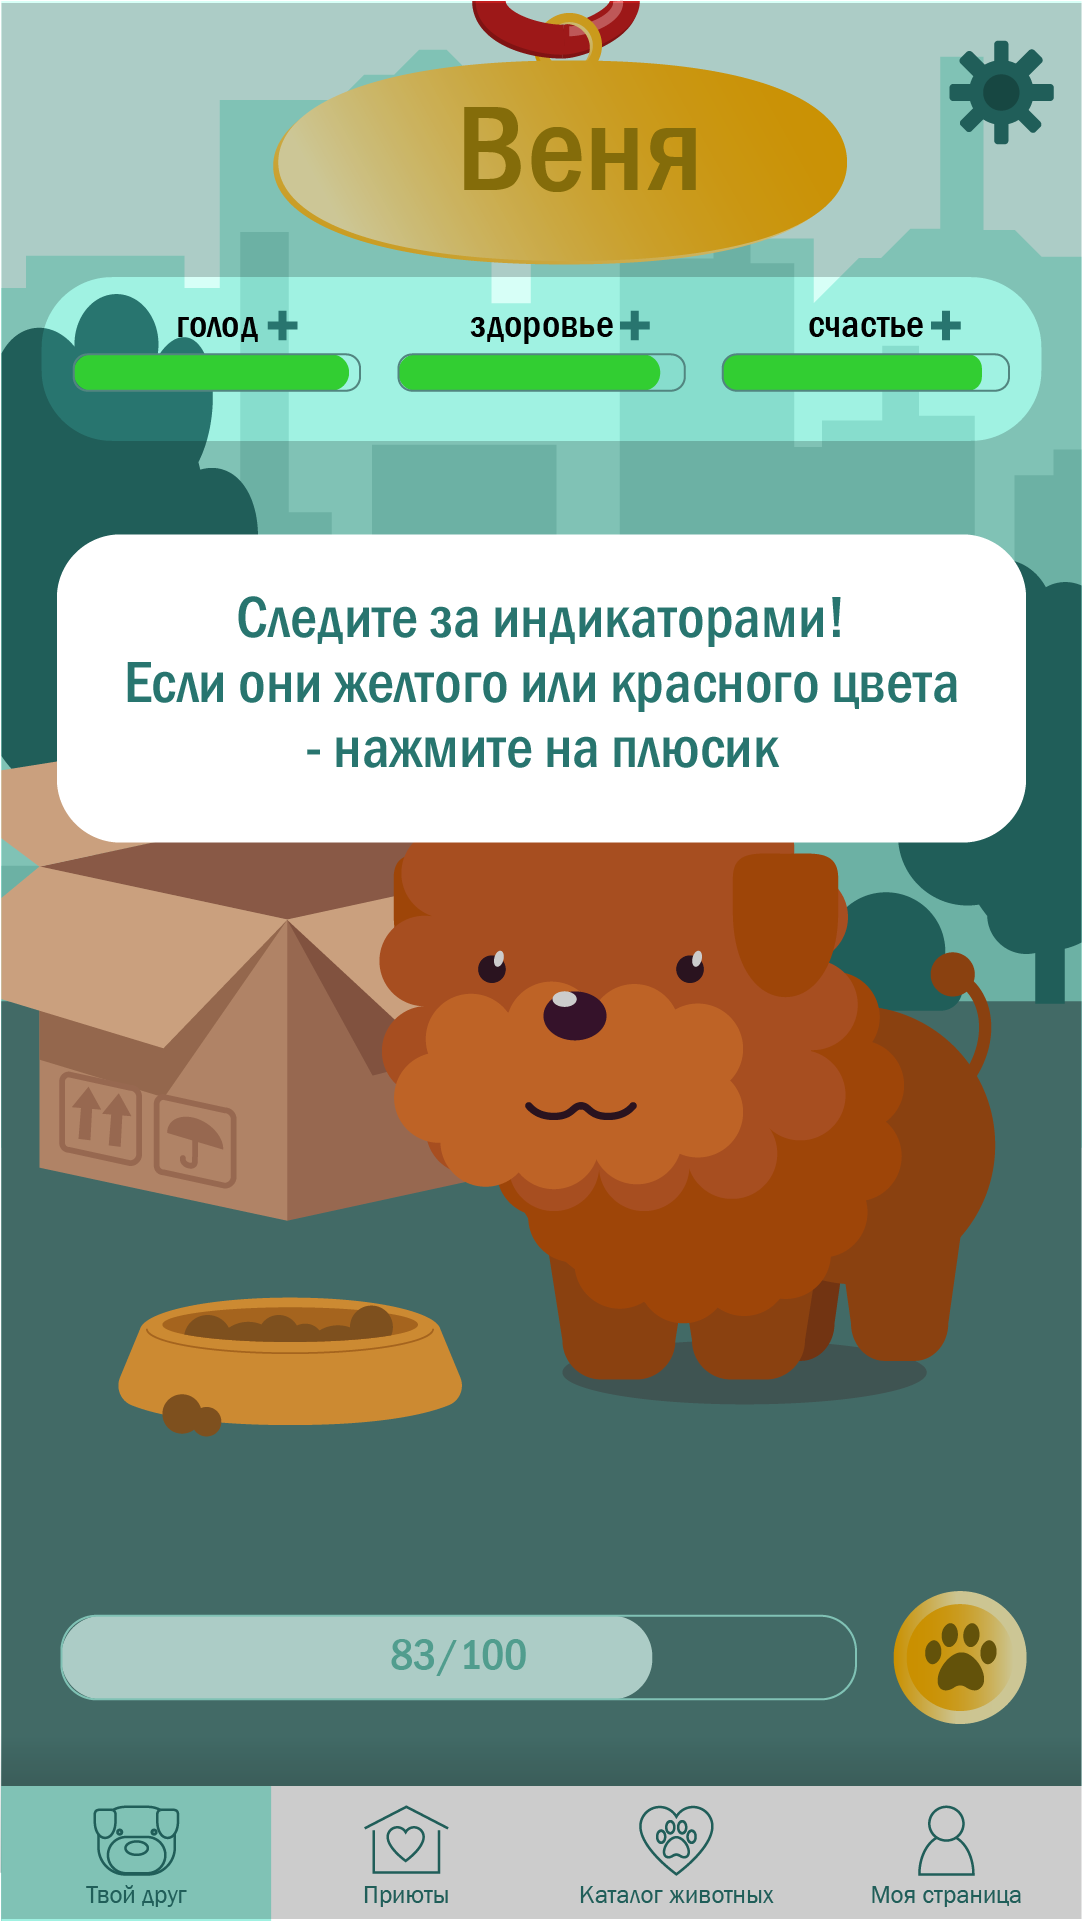 Веня
голод
здоровье
счастье
Следите за индикаторами!
Если они желтого или красного цвета
- нажмите на плюсик
83/100
Твой друг
Приюты
Каталог животных
Моя страница